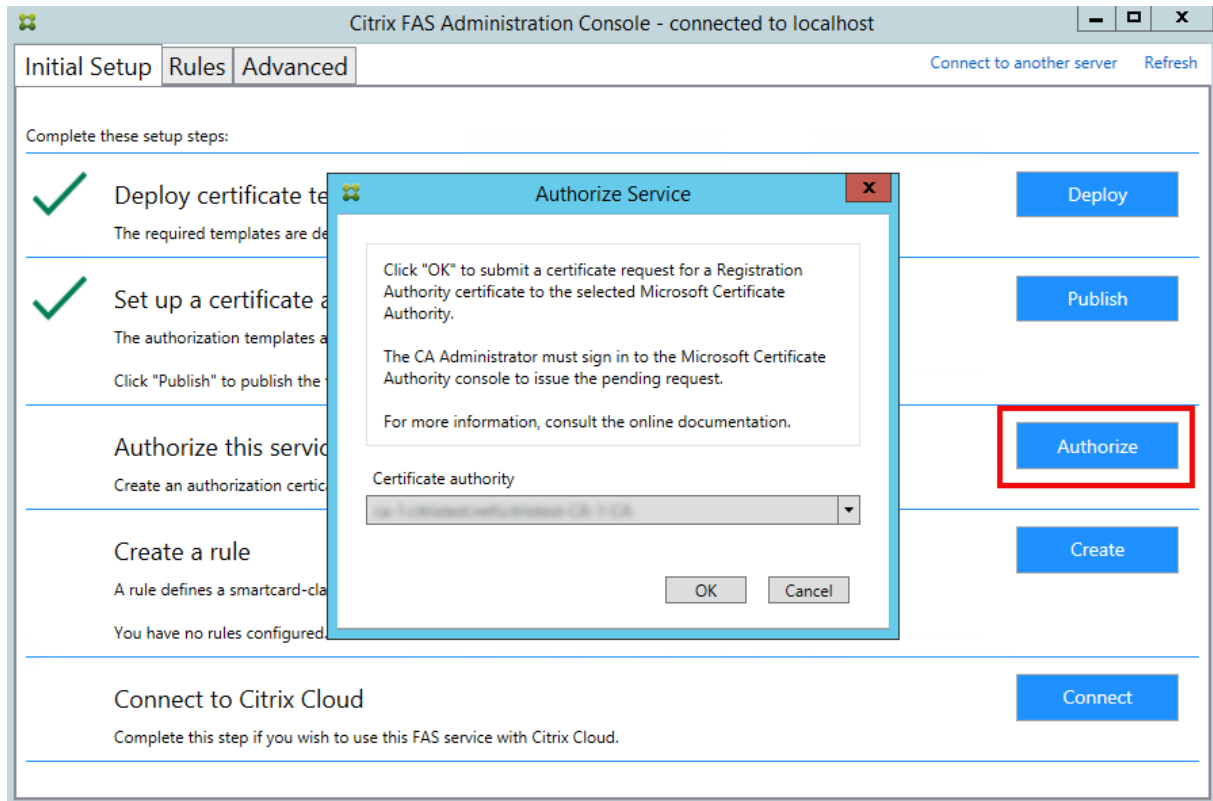 Citrix FAS Administration Console - connected to localhost
Initial Setup Rules Advanced Connect to another server Refresh
Complete these setup steps:
Deploy certificate te
Deploy
The required templates are de
Set up a certificate a
Publish
The authorization templates a
Click "Publish" to publish the
Authorize this servic
Authorize
Create an authorization certic
Create a rule
Create
A rule defines a smartcard-cla
You have no rules configured.
Connect to Citrix Cloud
Connect
Complete this step if you wish to use this FAS service with Citrix Cloud.
Authorize Service
x
Click "OK" to submit a certificate request for a Registration
Authority certificate to the selected Microsoft Certificate
Authority.
The CA Administrator must sign in to the Microsoft Certificate
Authority console to issue the pending request.
For more information, consult the online documentation.
Certificate authority
OK Cancel